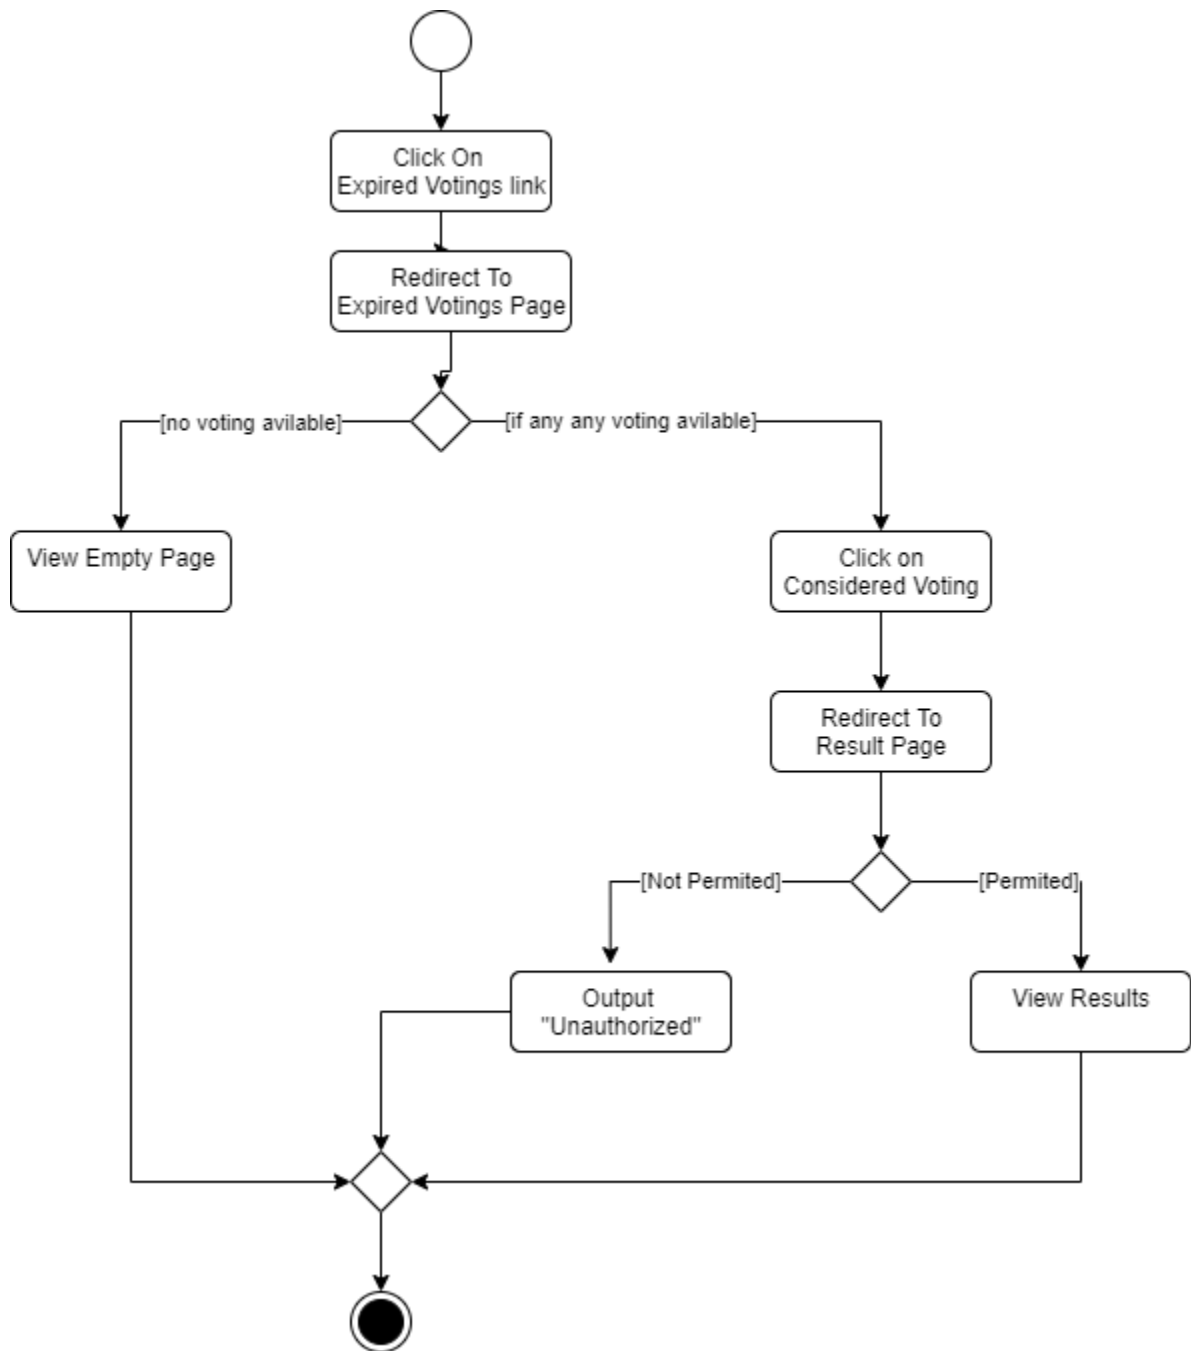 Click On
Expired Votings link
Redirect To
Expired Votings Page
[no voting avilable]
[if any any voting avilable]
View Empty Page
Click on
Considered Voting
Redirect To
Result Page
[Not Permited]
[Permited]
Output
"Unauthorized"
View Results